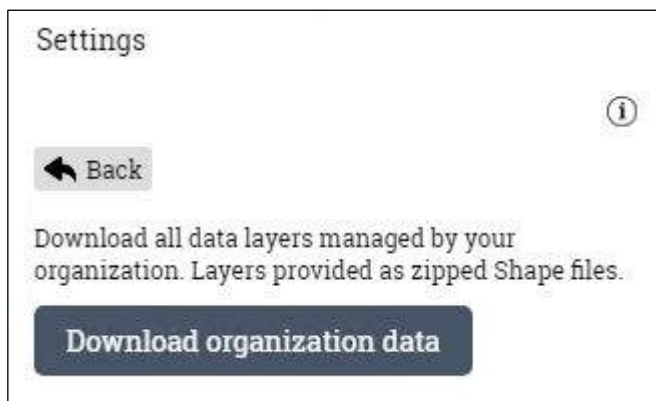 Settings
Back
Download all data layers managed by your
organization. Layers provided as zipped Shape files.
Download organization data